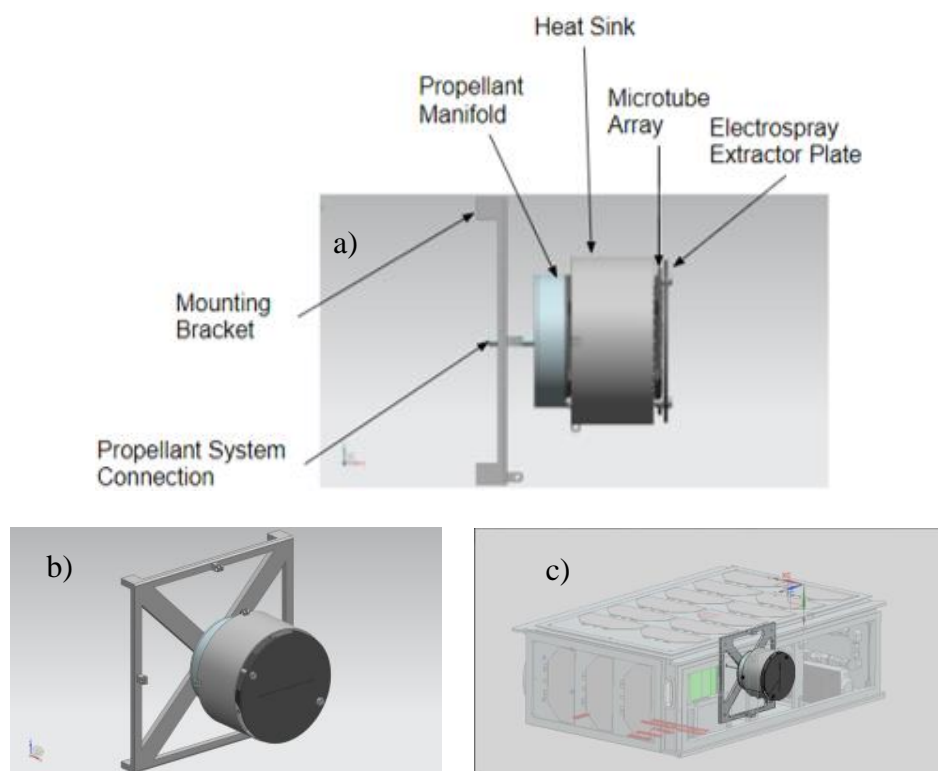 Heat Sink
Propellant
Manifold
Microtube
Array
Electrospray
Extractor Plate
a)
Mounting
Bracket
Propellant System
Connection
b)
c)